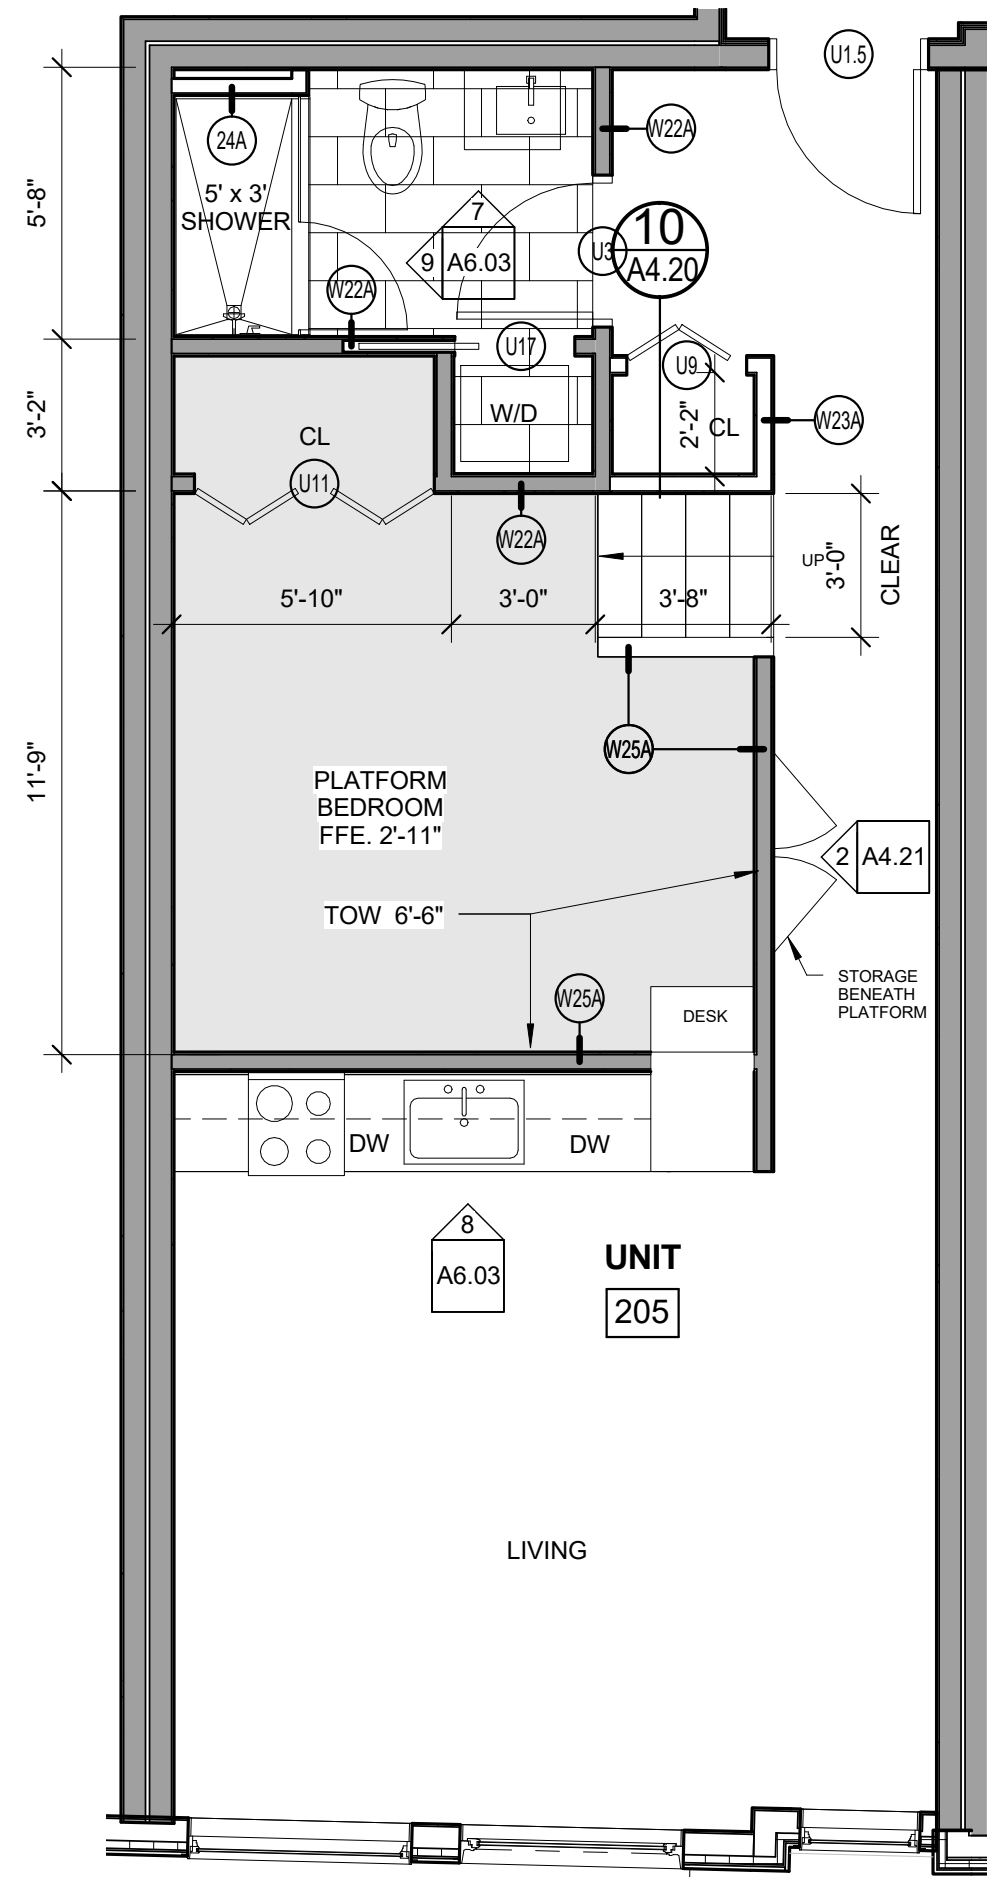 U1.5
W22A
24A
5'-8"
5' x 3'
SHOWER
7
9
A6.03
U3
10
A4.20
W22A
U17
U9
3'-2"
W/D
2'-2"
CL
W23A
CL
U11
W22A
UP
3'-0"
CLEAR
5'-10"
3'-0"
3'-8"
W25A
11'-9"
PLATFORM
BEDROOM
FFE. 2'-11"
2
A4.21
TOW 6'-6"
STORAGE
BENEATH
PLATFORM
W25A
DESK
DW
DW
8
A6.03
UNIT
205
LIVING